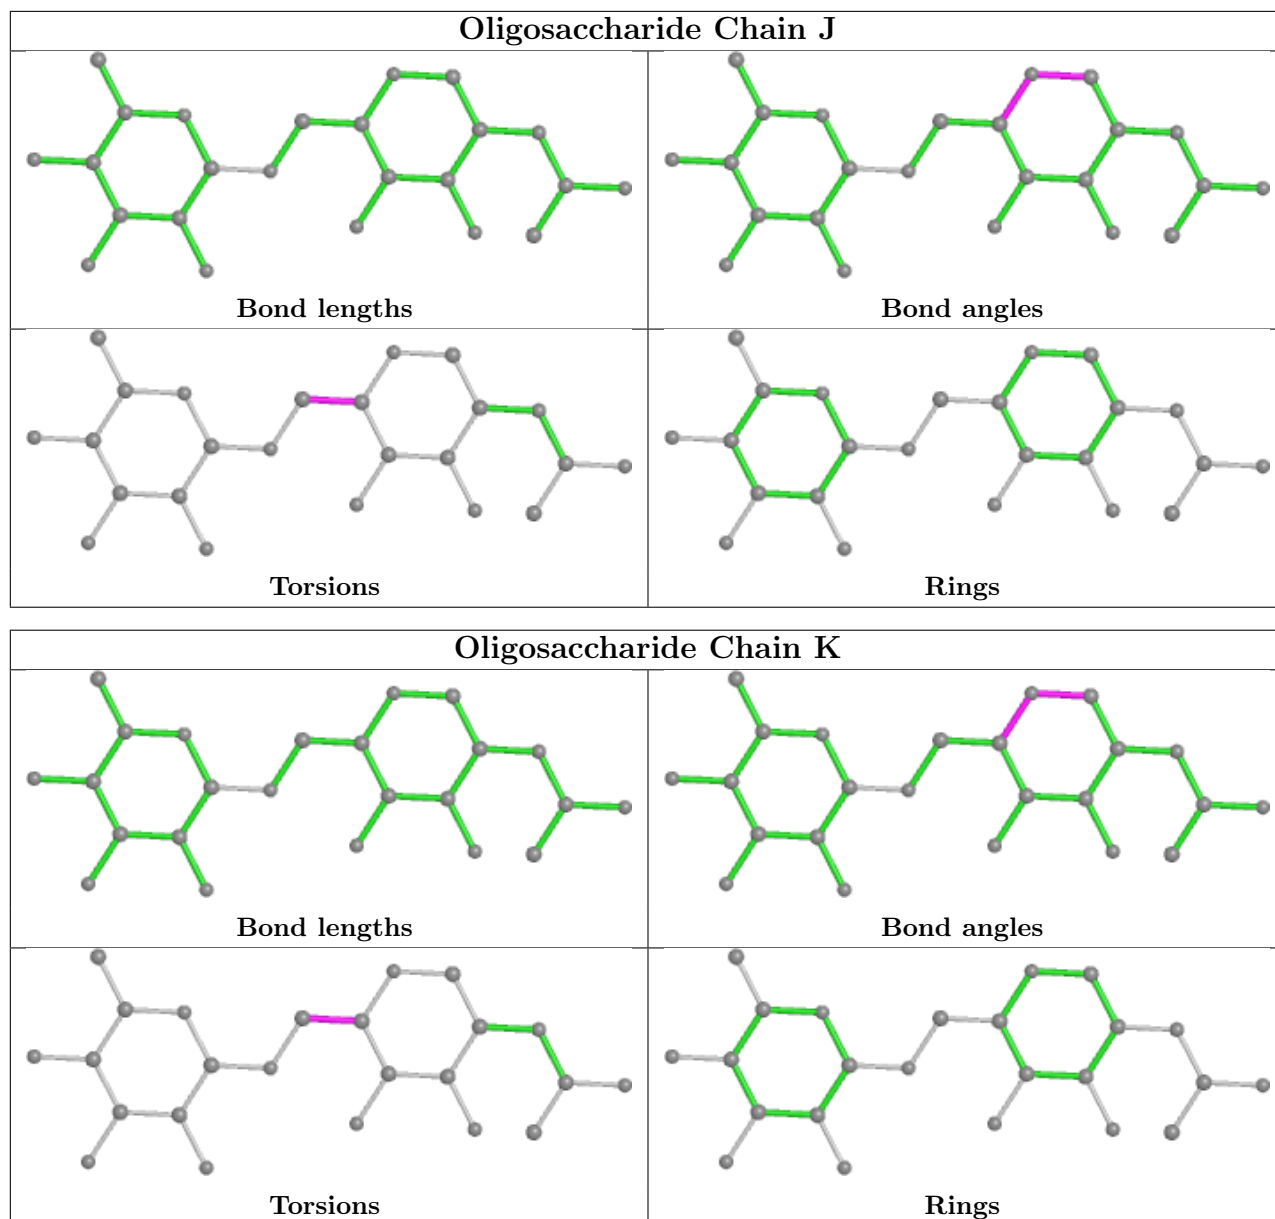 Oligosaccharide Chain J
Bond lengths
Bond angles
Torsions
Rings
Oligosaccharide Chain K
Bond lengths
Bond angles
Torsions
Rings